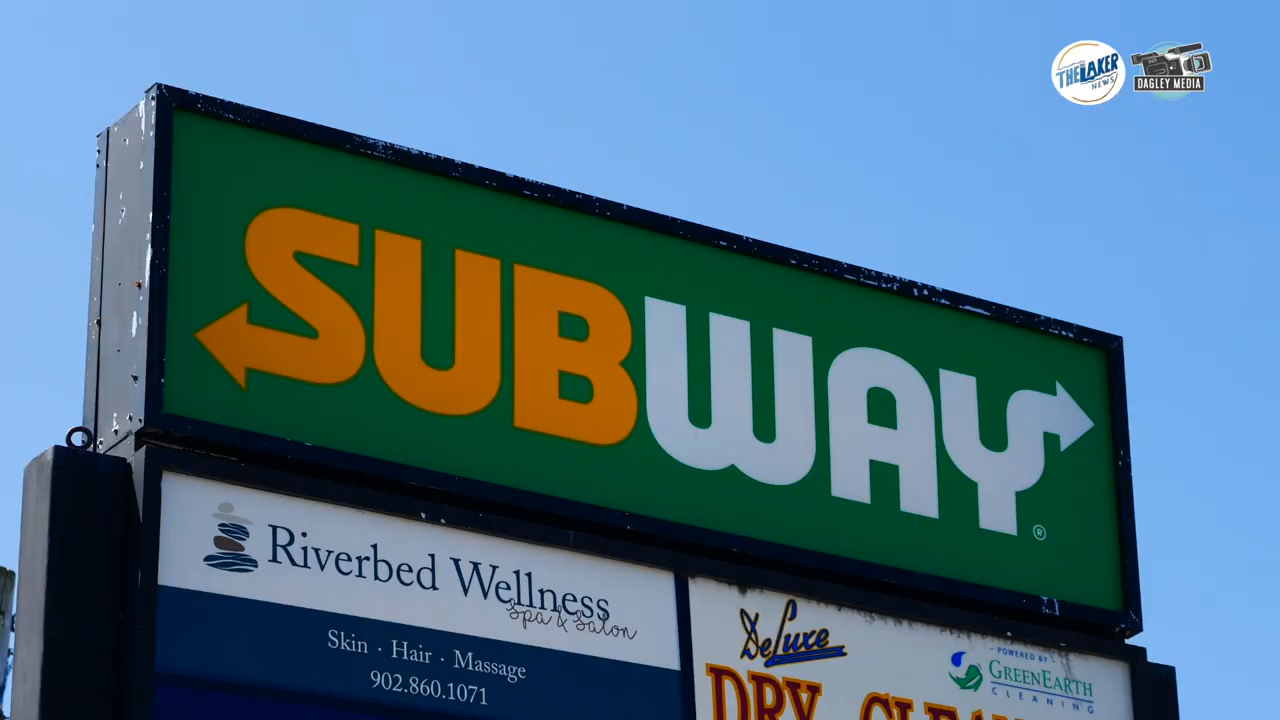 THE LAKER
NEWS
DAGLEY MEDIA
SUBWAY
®
Riverbed Wellness
Spa & Salon
Skin · Hair · Massage
902.860.1071
DeLuxe
DRY
- POWERED BY -
GREENEARTH
CLEANING